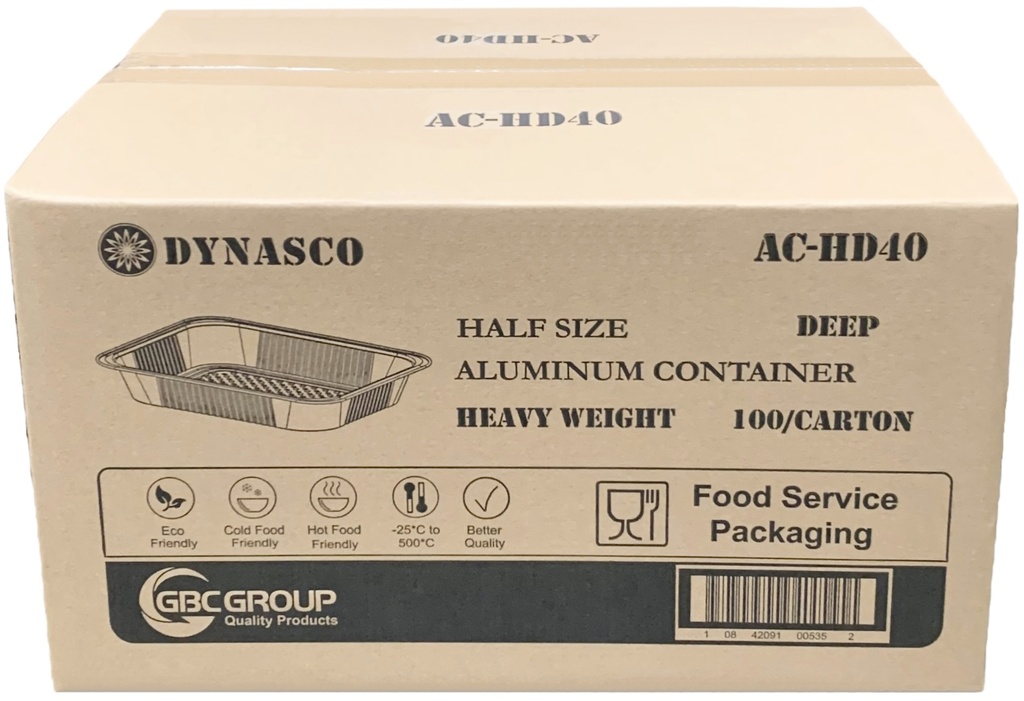 AC-HD40
AC-HD40
DYNASCO
AC-HD40
HALF SIZE DEEP
ALUMINUM CONTAINER
HEAVY WEIGHT 100/CARTON
Eco
Friendly
Cold Food
Friendly
Hot Food
Friendly
-25°C to
500°C
Better
Quality
Food Service
Packaging
GBC GROUP
Quality Products
1 08 42091 00535 2